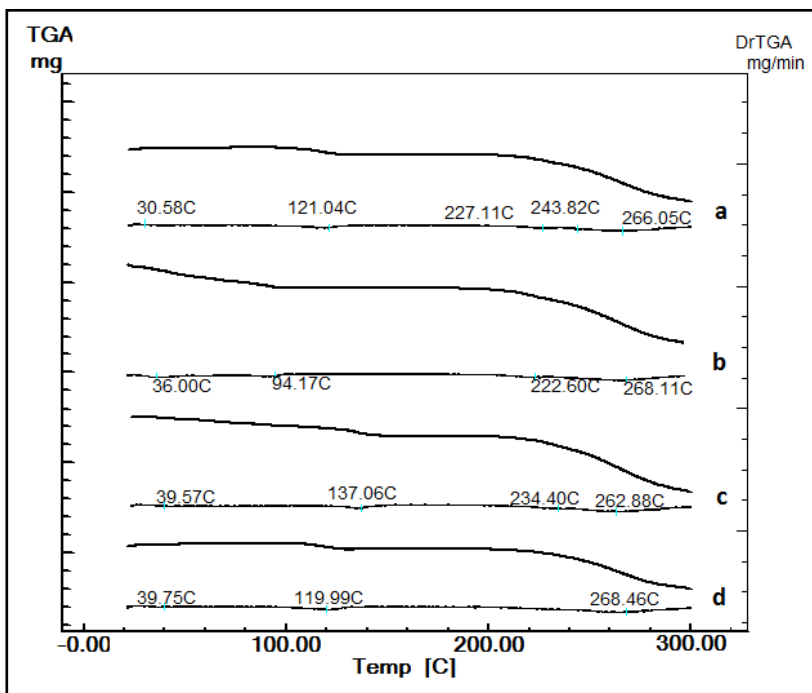 TGA
mg
DrTGA
mg/min
30.58C 121.04C 227.11C 243.82C 266.05C a
36.00C 94.17C 222.60C 268.11C b
39.57C 137.06C 234.40C 262.88C c
39.75C 119.99C 268.46C d
-0.00 100.00 200.00 300.00
Temp [C]